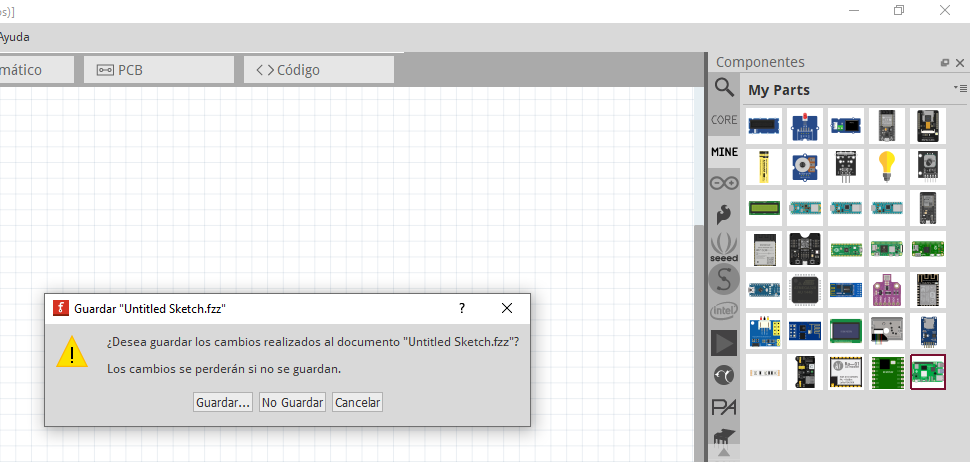 os)]
Ayuda
mático
PCB
Código
Componentes
My Parts
CORE
MINE
seeed
intel
PA
Guardar "Untitled Sketch.fzz"
?
¿Desea guardar los cambios realizados al documento "Untitled Sketch.fzz"?
Los cambios se perderán si no se guardan.
Guardar...
No Guardar
Cancelar